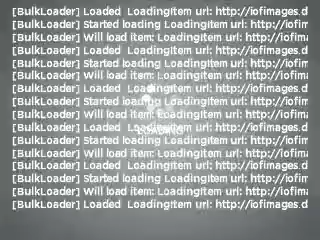 [BulkLoader] Loaded  LoadingItem url: http://iofimages.d
[BulkLoader] Started loading LoadingItem url: http://iofim
[BulkLoader] Will load item: LoadingItem url: http://iofima
[BulkLoader] Loaded  LoadingItem url: http://iofimages.d
[BulkLoader] Started loading LoadingItem url: http://iofim
[BulkLoader] Will load item: LoadingItem url: http://iofima
[BulkLoader] Loaded  LoadingItem url: http://iofimages.d
[BulkLoader] Started loading LoadingItem url: http://iofim
[BulkLoader] Will load item: LoadingItem url: http://iofima
[BulkLoader] Loaded  LoadingItem url: http://iofimages.d
LOADING
[BulkLoader] Started loading LoadingItem url: http://iofim
[BulkLoader] Will load item: LoadingItem url: http://iofima
[BulkLoader] Loaded  LoadingItem url: http://iofimages.d
[BulkLoader] Started loading LoadingItem url: http://iofim
[BulkLoader] Will load item: LoadingItem url: http://iofima
[BulkLoader] Loaded  LoadingItem url: http://iofimages.d